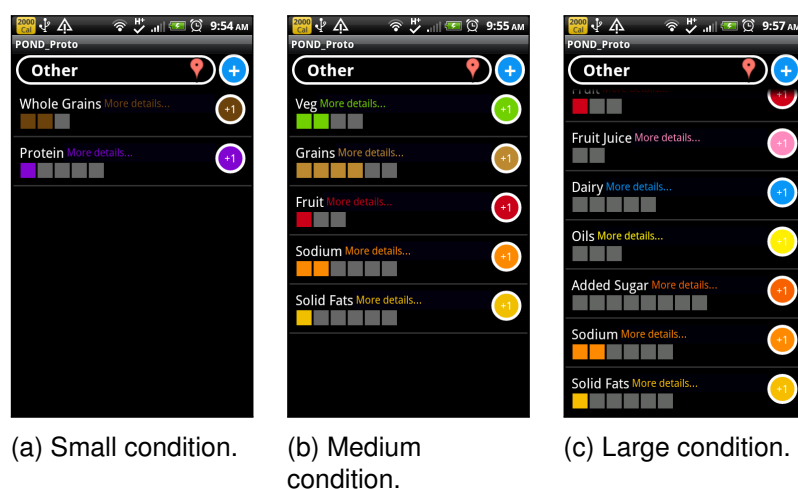 2000 Cal H+ 9:54 AM
POND_Proto
Other +
Whole Grains More details... +1
Protein More details... +1
(a) Small condition.
2000 Cal H+ 9:55 AM
POND_Proto
Other +
Veg More details... +1
Grains More details... +1
Fruit More details... +1
Sodium More details... +1
Solid Fats More details... +1
(b) Medium
condition.
2000 Cal H+ 9:57 AM
POND_Proto
Other +
Fruit More details... +1
Fruit Juice More details... +1
Dairy More details... +1
Oils More details... +1
Added Sugar More details... +1
Sodium More details... +1
Solid Fats More details... +1
(c) Large condition.